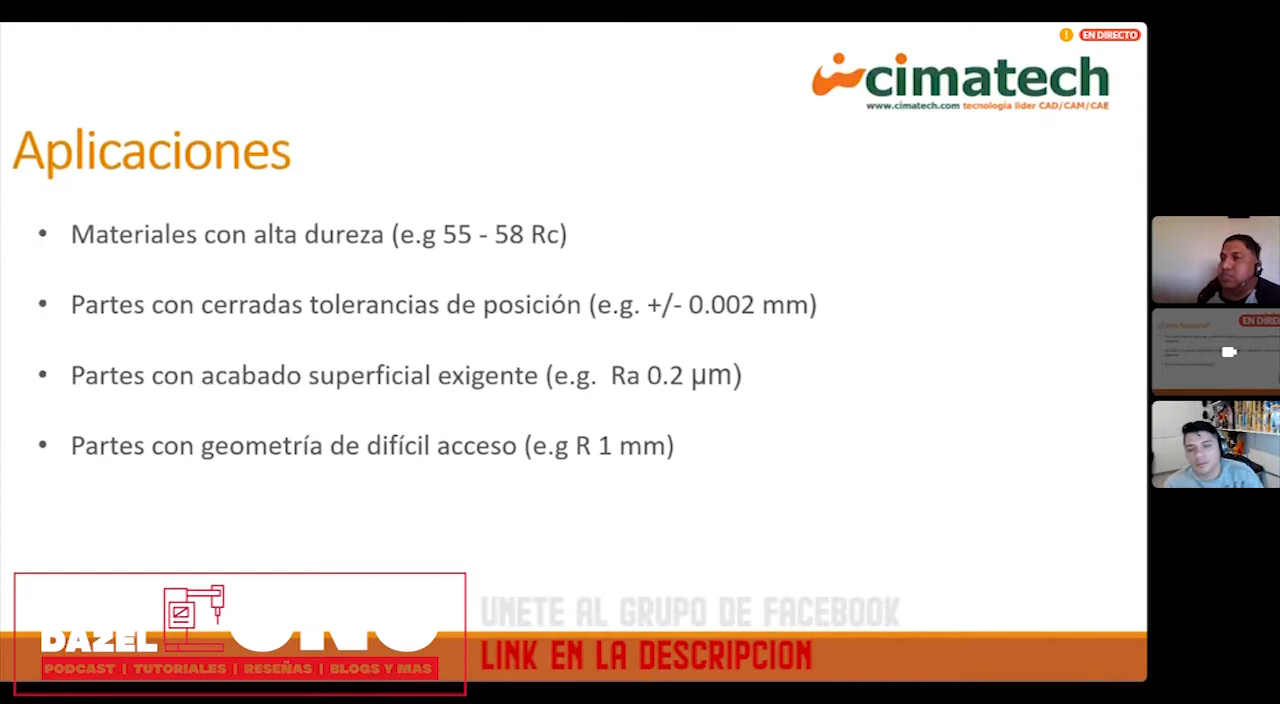 EN DIRECTO
cimatech
www.cimatech.com tecnología líder CAD/CAM/CAE
Aplicaciones
• Materiales con alta dureza (e.g 55 - 58 Rc)
• Partes con cerradas tolerancias de posición (e.g. +/- 0.002 mm)
• Partes con acabado superficial exigente (e.g. Ra 0.2 µm)
• Partes con geometría de difícil acceso (e.g R 1 mm)
DAZEL
PODCAST | TUTORIALES | RESEÑAS | BLOGS Y MAS
UNETE AL GRUPO DE FACEBOOK
LINK EN LA DESCRIPCION